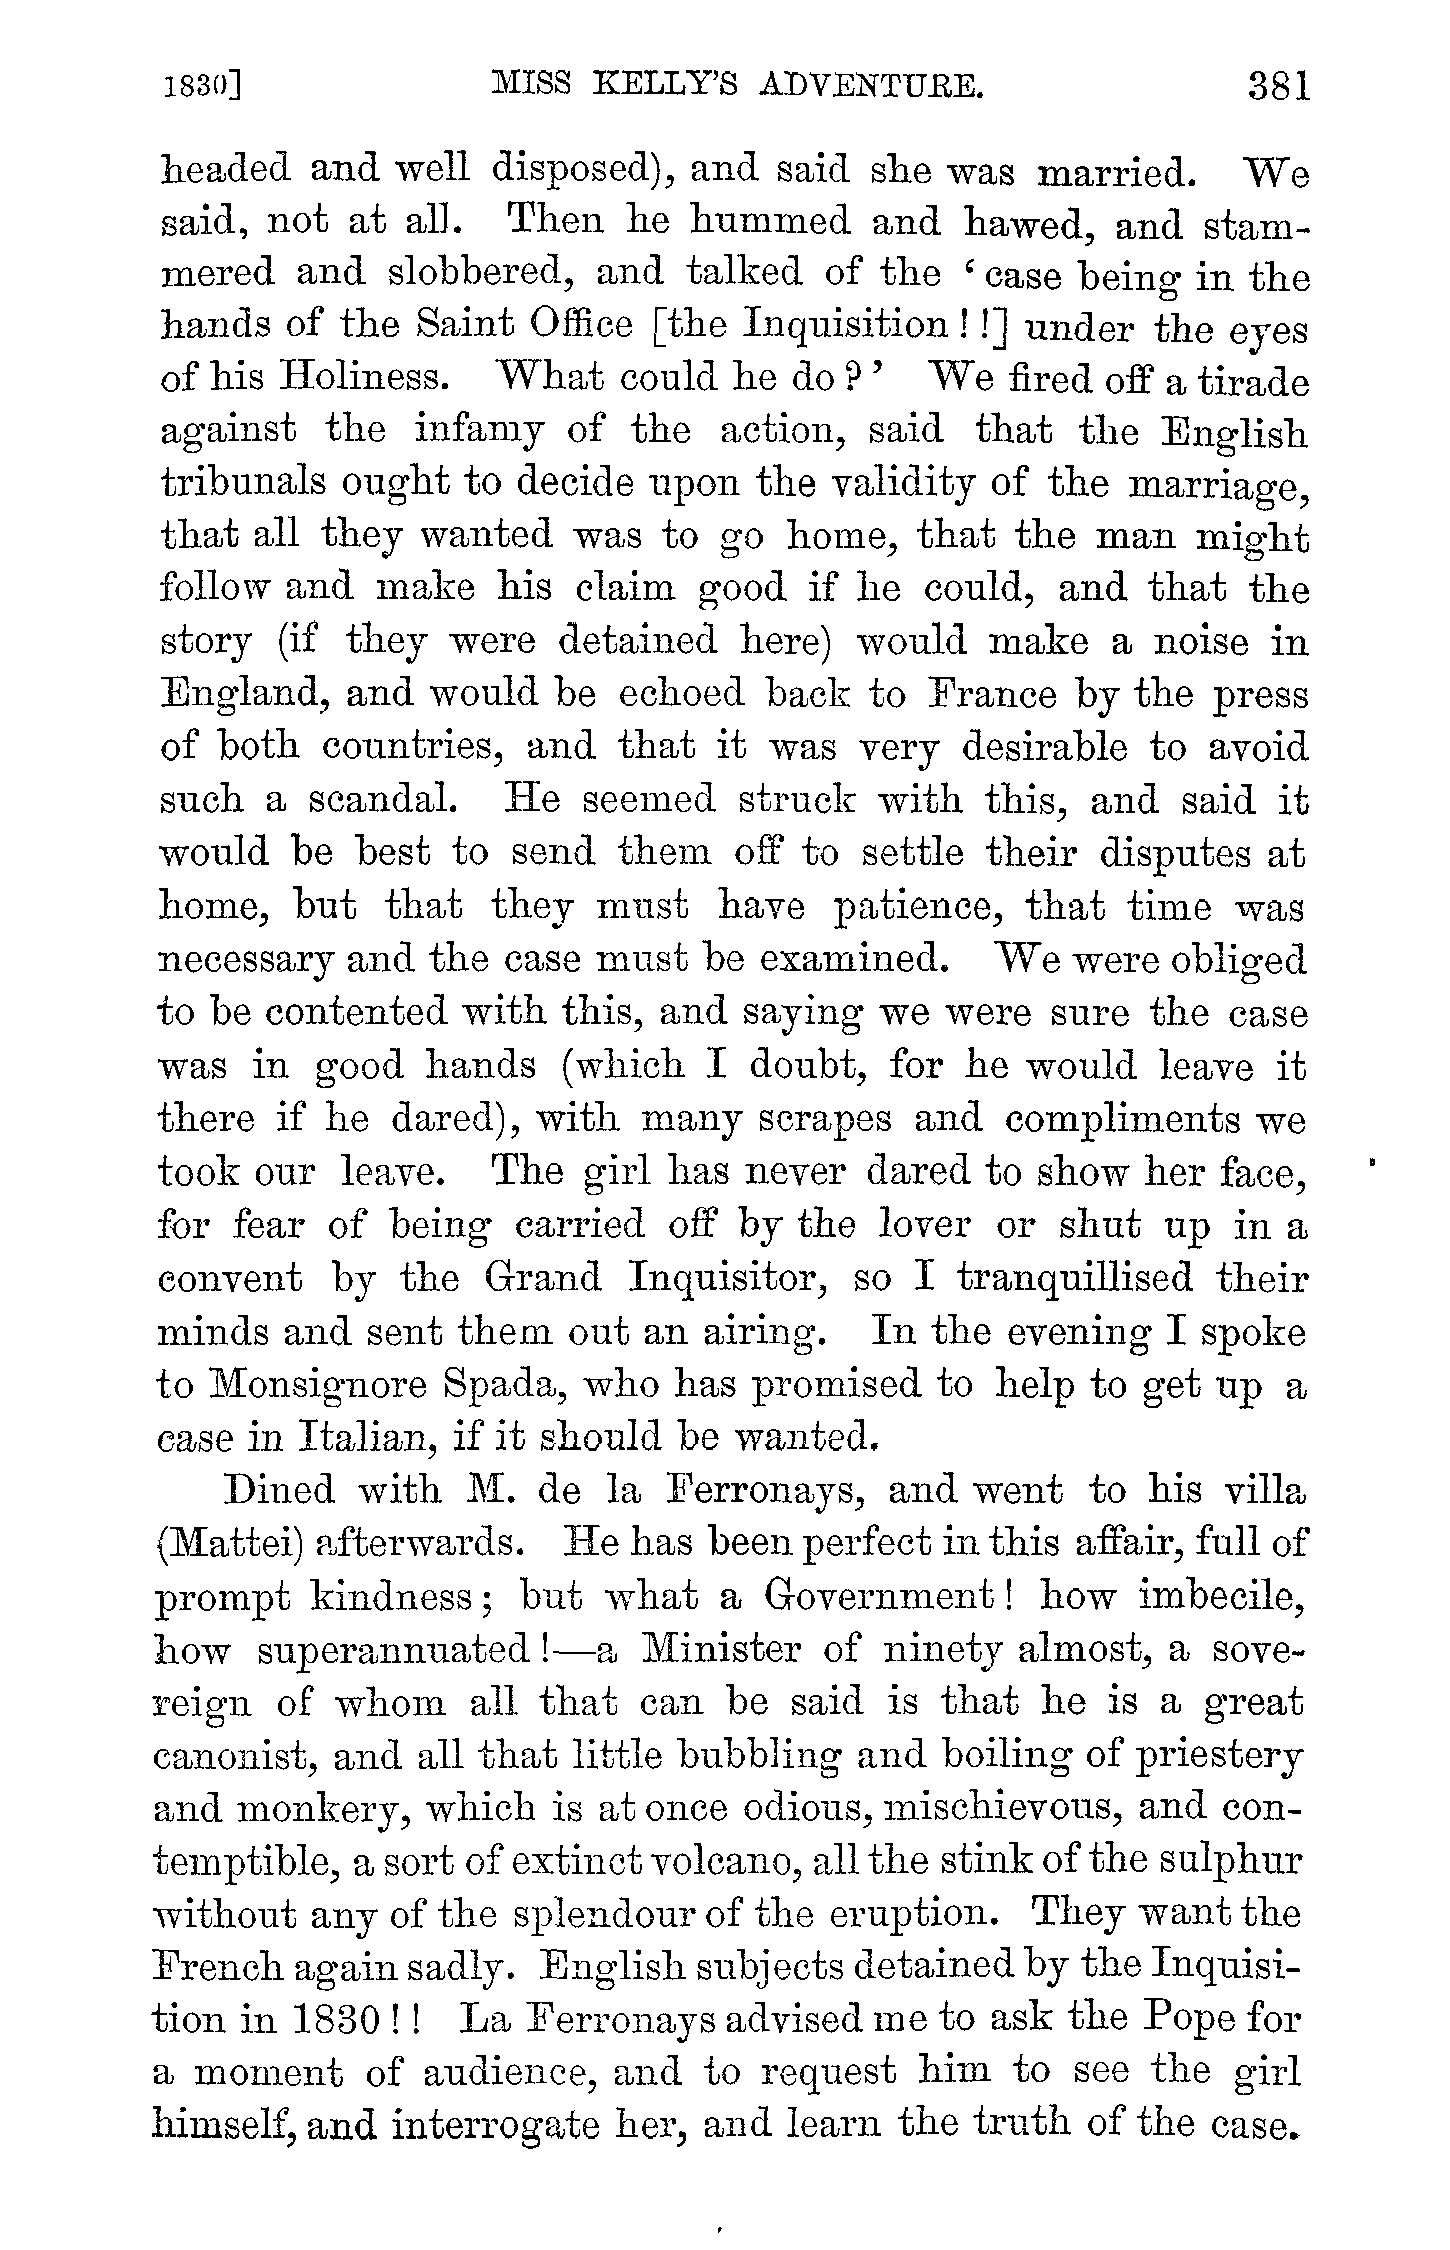 1830] MISS KELLY'S ADVENTURE. 381
headed and well disposed), and said she was married. We
said, not at all. Then he hummed and hawed, and stam-
mered and slobbered, and talked of the ‘case being in the
hands of the Saint Office [the Inquisition!!] under the eyes
of his Holiness. What could he do?’ We fired off a tirade
against the infamy of the action, said that the English
tribunals ought to decide upon the validity of the marriage,
that all they wanted was to go home, that the man might
follow and make his claim good if he could, and that the
story (if they were detained here) would make a noise in
England, and would be echoed back to France by the press
of both countries, and that it was very desirable to avoid
such a scandal. He seemed struck with this, and said it
would be best to send them off to settle their disputes at
home, but that they must have patience, that time was
necessary and the case must be examined. We were obliged
to be contented with this, and saying we were sure the case
was in good hands (which I doubt, for he would leave it
there if he dared), with many scrapes and compliments we
took our leave. The girl has never dared to show her face,
for fear of being carried off by the lover or shut up in a
convent by the Grand Inquisitor, so I tranquillised their
minds and sent them out an airing. In the evening I spoke
to Monsignore Spada, who has promised to help to get up a
case in Italian, if it should be wanted.
Dined with M. de la Ferronays, and went to his villa
(Mattei) afterwards. He has been perfect in this affair, full of
prompt kindness; but what a Government! how imbecile,
how superannuated!—a Minister of ninety almost, a sove-
reign of whom all that can be said is that he is a great
canonist, and all that little bubbling and boiling of priestery
and monkery, which is at once odious, mischievous, and con-
temptible, a sort of extinct volcano, all the stink of the sulphur
without any of the splendour of the eruption. They want the
French again sadly. English subjects detained by the Inquisi-
tion in 1830!! La Ferronays advised me to ask the Pope for
a moment of audience, and to request him to see the girl
himself, and interrogate her, and learn the truth of the case.